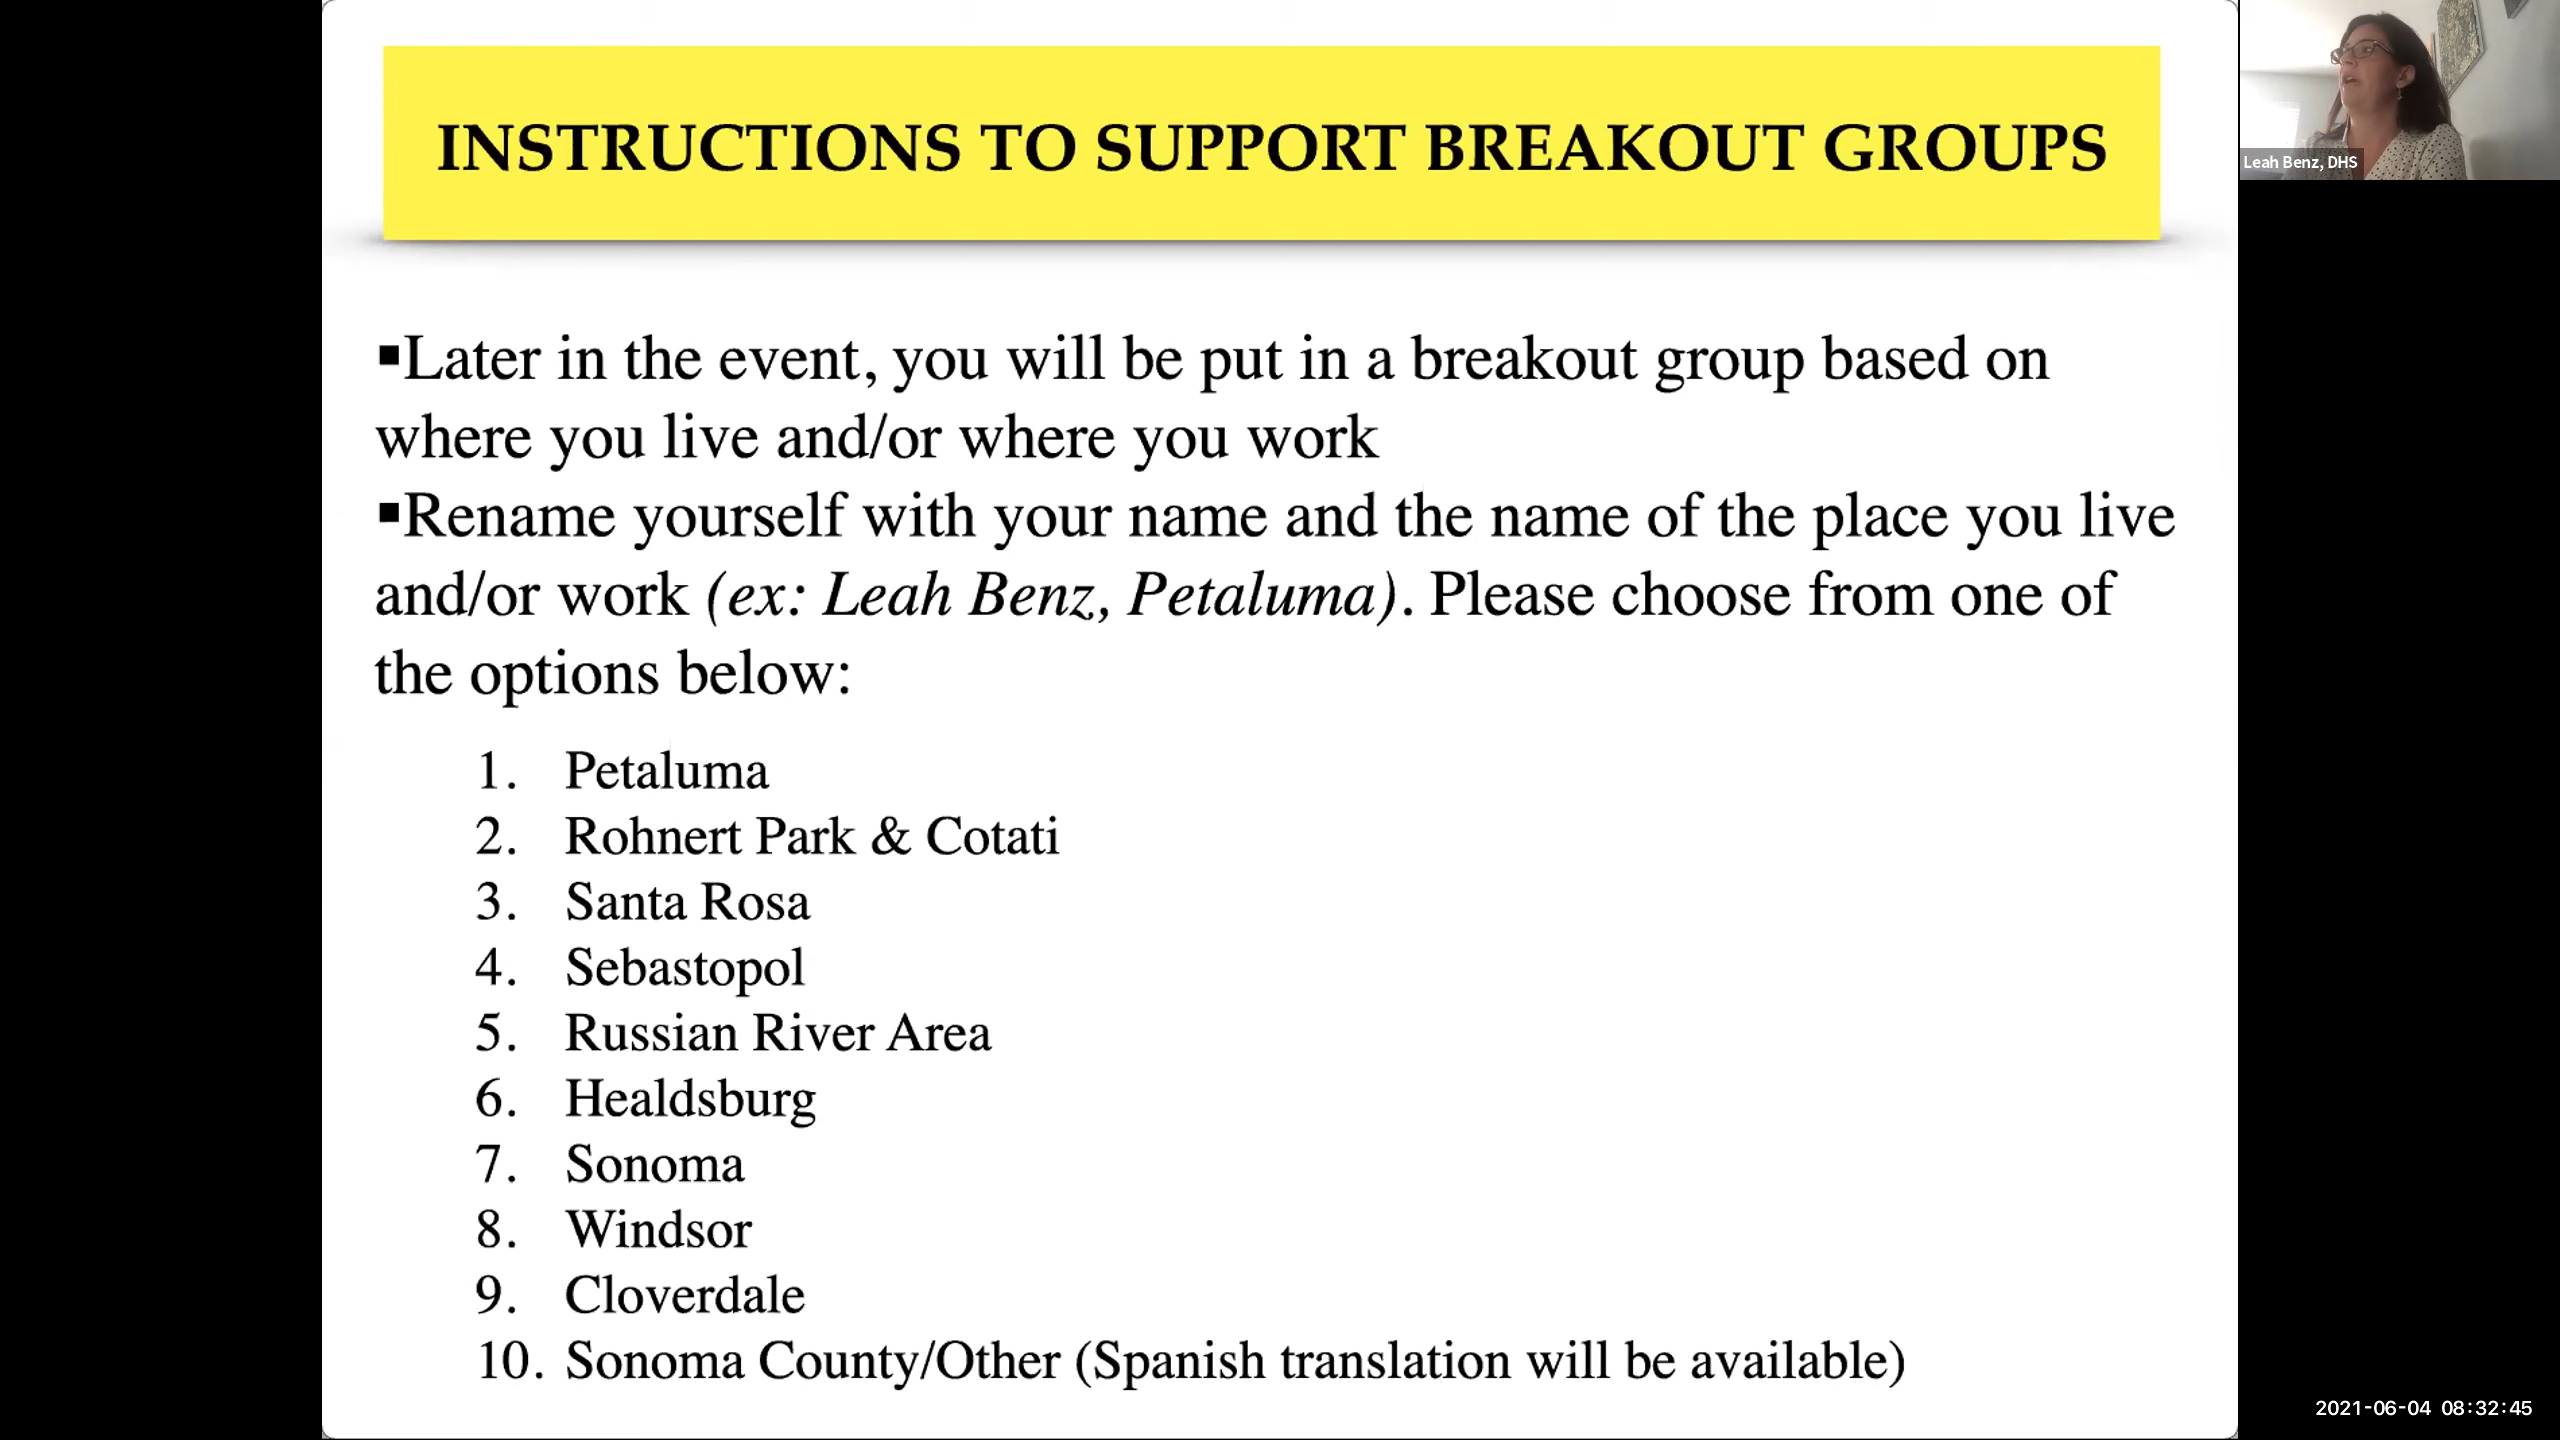 INSTRUCTIONS TO SUPPORT BREAKOUT GROUPS
Leah Benz, DHS
▪Later in the event, you will be put in a breakout group based on
where you live and/or where you work
▪Rename yourself with your name and the name of the place you live
and/or work (ex: Leah Benz, Petaluma). Please choose from one of
the options below:
1. Petaluma
2. Rohnert Park & Cotati
3. Santa Rosa
4. Sebastopol
5. Russian River Area
6. Healdsburg
7. Sonoma
8. Windsor
9. Cloverdale
10. Sonoma County/Other (Spanish translation will be available)
2021-06-04 08:32:45